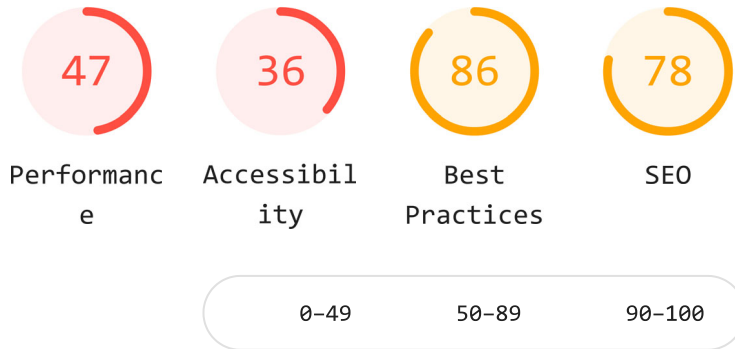 47 36 86 78
Performanc Accessibil Best SEO
e ity Practices
0–49 50–89 90–100